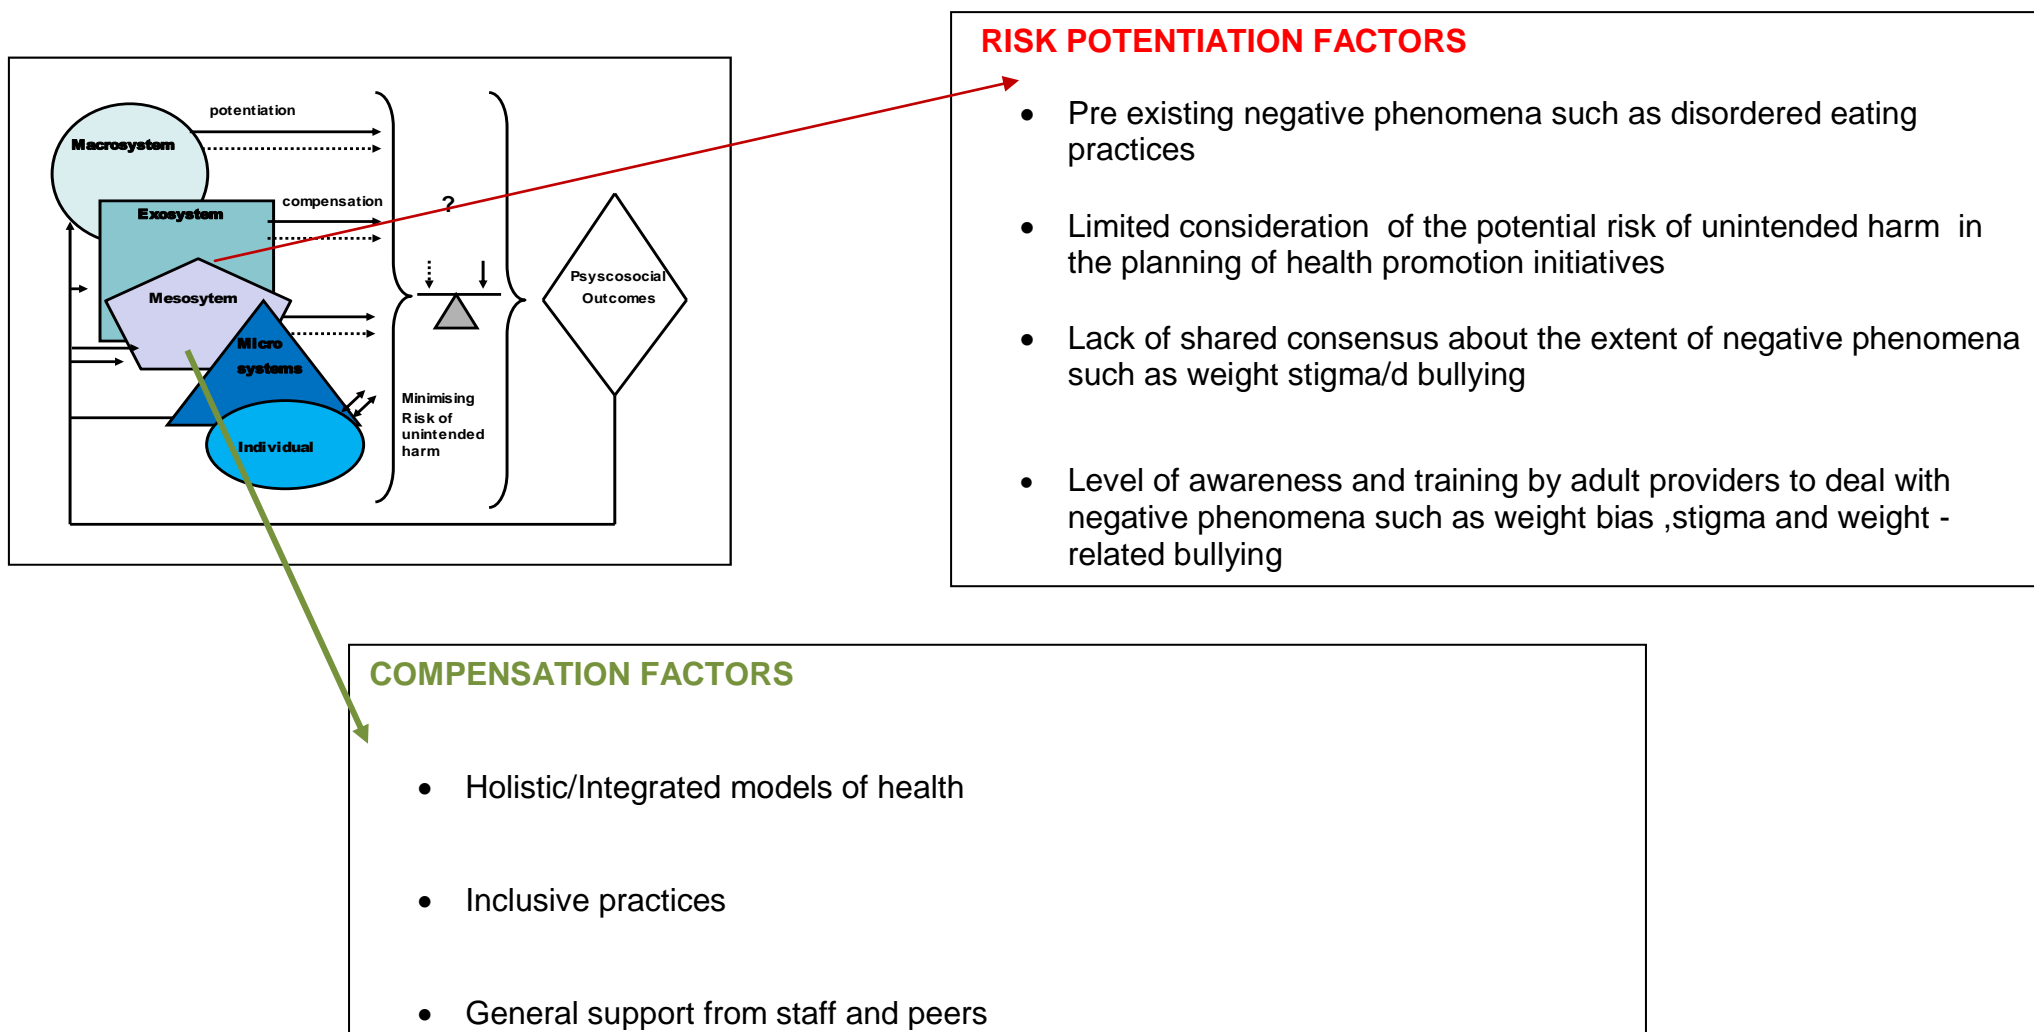 potentiation
Macrosystem
compensation
?
Exosystem
Mesosytem
Micro
systems
Individual
Minimising
Risk of
unintended
harm
Psyscosocial
Outcomes
RISK POTENTIATION FACTORS
• Pre existing negative phenomena such as disordered eating
practices
• Limited consideration of the potential risk of unintended harm in
the planning of health promotion initiatives
• Lack of shared consensus about the extent of negative phenomena
such as weight stigma/d bullying
• Level of awareness and training by adult providers to deal with
negative phenomena such as weight bias ,stigma and weight -
related bullying
COMPENSATION FACTORS
• Holistic/Integrated models of health
• Inclusive practices
• General support from staff and peers